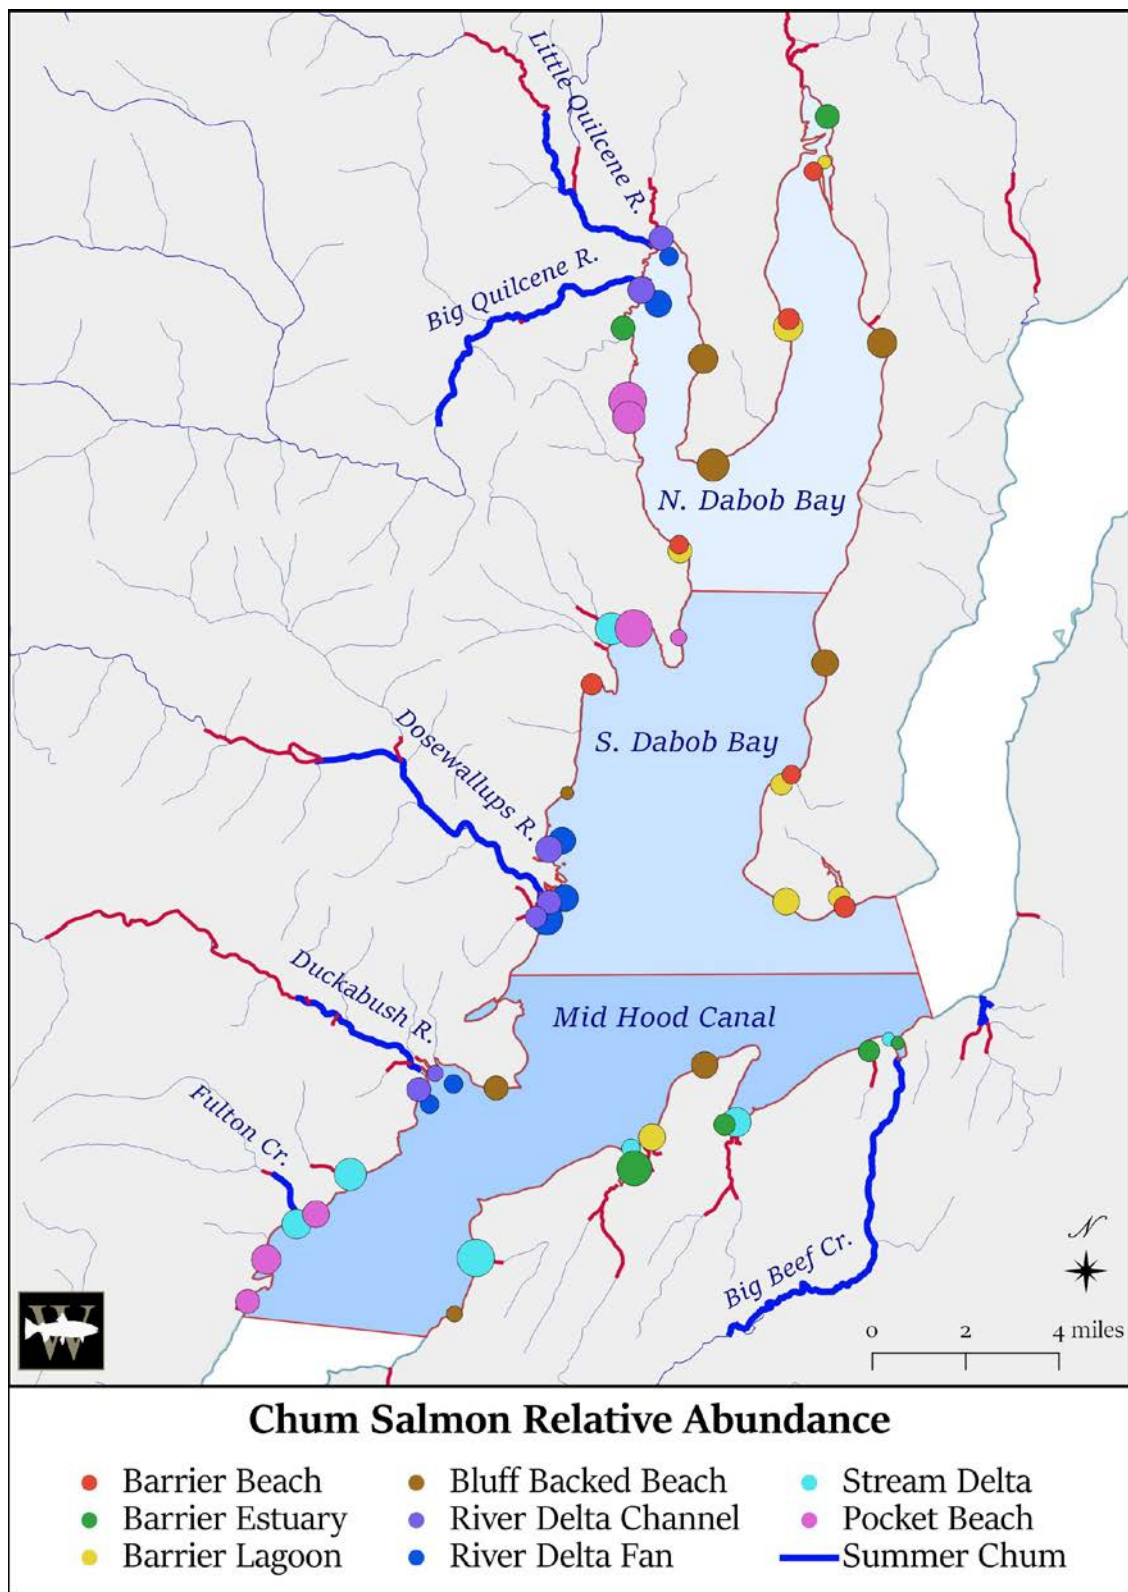 Little Quilcene R.
Big Quilcene R.
N. Dabob Bay
S. Dabob Bay
Dosewallups R.
Duckabush R.
Mid Hood Canal
Fulton Cr.
Big Beef Cr.
N
0 2 4 miles
W
Chum Salmon Relative Abundance
Barrier Beach Bluff Backed Beach Stream Delta
Barrier Estuary River Delta Channel Pocket Beach
Barrier Lagoon River Delta Fan Summer Chum